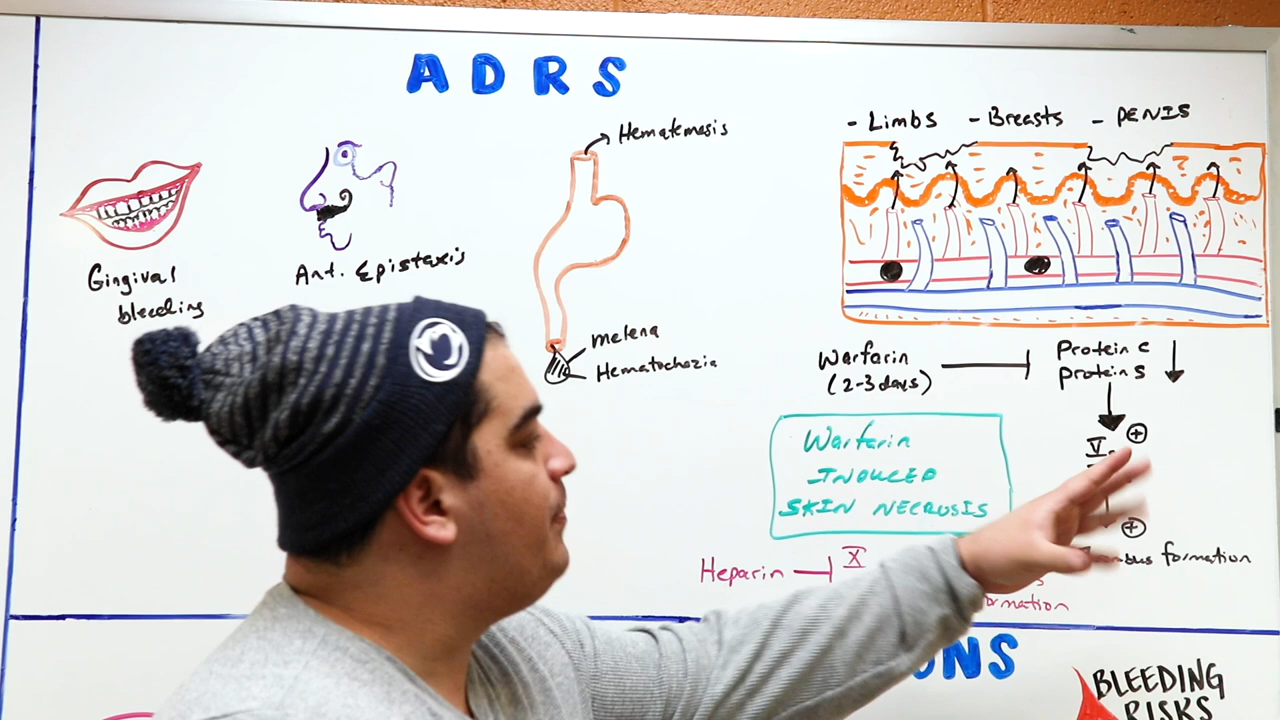 ADRS
Gingival
bleeding
Ant. Epistaxis
Hematemesis
melena
Hematochezia
- Limbs - Breasts - PENIS
Warfarin
(2-3 days)
Protein C
Protein S
V
+
+
Warfarin
INDUCED
SKIN NECROSIS
Heparin
X
formation
BLEEDING
RISKS